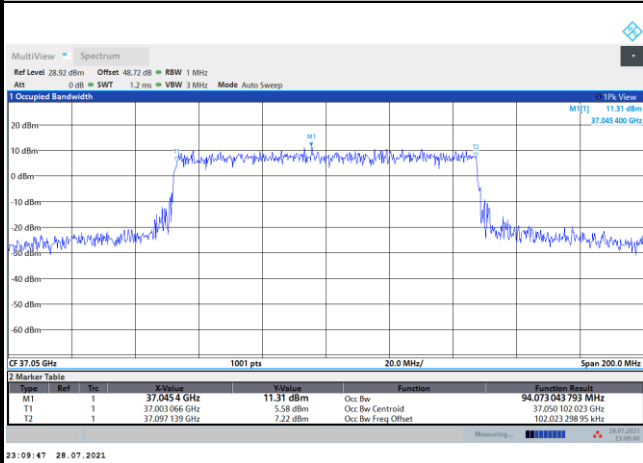 MultiView Spectrum
Ref Level 28.92 dBm Offset 48.72 dB RBW 1 MHz
Att 0 dB SWT 1.2 ms VBW 3 MHz Mode Auto Sweep
1 Occupied Bandwidth 1Pk View
M1[1] 11.31 dBm
37.045 400 GHz
20 dBm
M1
10 dBm
T1
T2
0 dBm
-10 dBm
-20 dBm
-30 dBm
-40 dBm
-50 dBm
-60 dBm
CF 37.05 GHz 1001 pts 20.0 MHz/ Span 200.0 MHz
2 Marker Table
Type Ref Trc X-Value Y-Value Function Function Result
M1 1 37.045 4 GHz 11.31 dBm Occ Bw 94.073 043 793 MHz
T1 1 37.003 066 GHz 5.58 dBm Occ Bw Centroid 37.050 102 023 GHz
T2 1 37.097 139 GHz 7.22 dBm Occ Bw Freq Offset 102.023 298 95 kHz
Measuring... 28.07.2021
23:09:46
23:09:47 28.07.2021